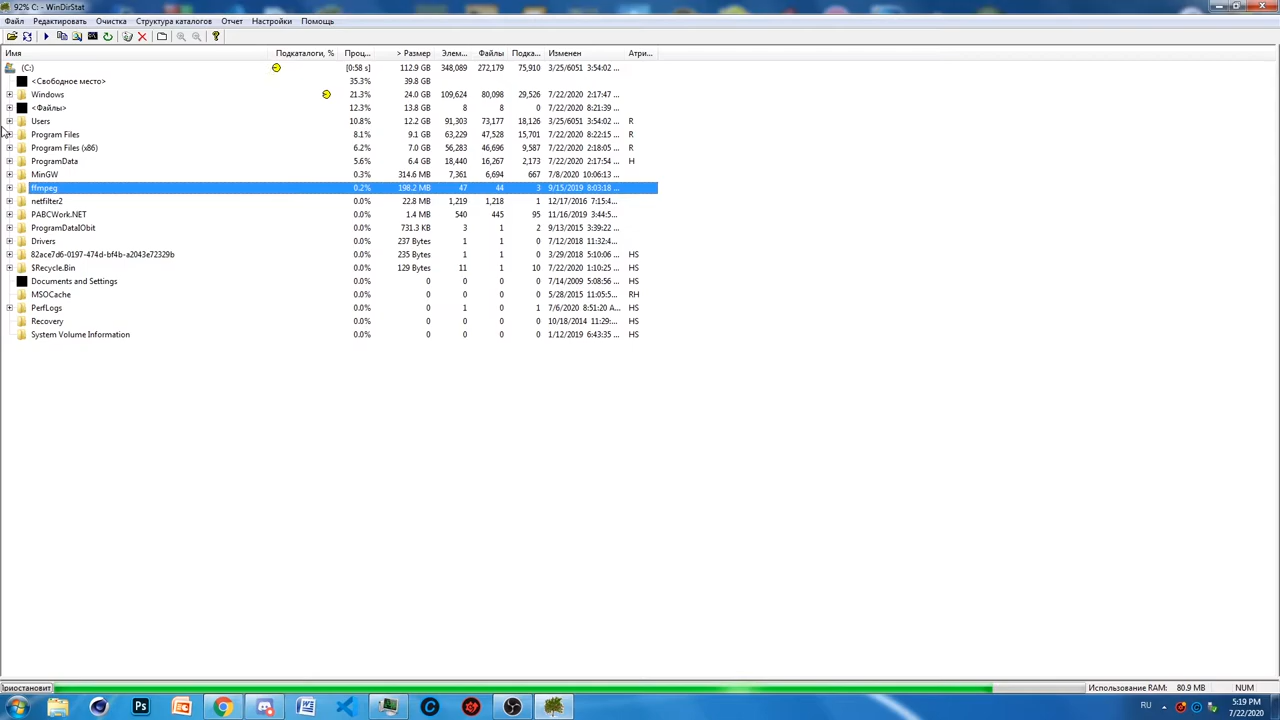 92% C: - WinDirStat
Файл Редактировать Очистка Структура каталогов Отчет Настройки Помощь
Имя Подкаталоги, % Проц... > Размер Элем... Файлы Подка... Изменен Атри...
(C:) [0:58 s] 112.9 GB 348,089 272,179 75,910 3/25/6051 3:54:02 ...
<Свободное место> 35.3% 39.8 GB
Windows 21.3% 24.0 GB 109,624 80,098 29,526 7/22/2020 2:17:47 ...
<Файлы> 12.3% 13.8 GB 8 8 0 7/22/2020 8:21:39 ...
Users 10.8% 12.2 GB 91,303 73,177 18,126 3/25/6051 3:54:02 ... R
Program Files 8.1% 9.1 GB 63,229 47,528 15,701 7/22/2020 8:22:15 ... R
Program Files (x86) 6.2% 7.0 GB 56,283 46,696 9,587 7/22/2020 2:18:05 ... R
ProgramData 5.6% 6.4 GB 18,440 16,267 2,173 7/22/2020 2:17:54 ... H
MinGW 0.3% 314.6 MB 7,361 6,694 667 7/8/2020 10:06:13 ...
ffmpeg 0.2% 198.2 MB 47 44 3 9/15/2019 8:03:18 ...
netfilter2 0.0% 22.8 MB 1,219 1,218 1 12/17/2016 7:15:4...
PABCWork.NET 0.0% 1.4 MB 540 445 95 11/16/2019 3:44:5...
ProgramDataIObit 0.0% 731.3 KB 3 1 2 9/13/2015 3:39:22 ...
Drivers 0.0% 237 Bytes 1 1 0 7/12/2018 11:32:4...
82ace7d6-0197-474d-bf4b-a2043e72329b 0.0% 235 Bytes 1 1 0 3/29/2018 5:10:06 ... HS
$Recycle.Bin 0.0% 129 Bytes 11 1 10 7/22/2020 1:10:25 ... HS
Documents and Settings 0.0% 0 0 0 0 7/14/2009 5:08:56 ... HS
MSOCache 0.0% 0 0 0 0 5/28/2015 11:05:5... RH
PerfLogs 0.0% 0 1 0 1 7/6/2020 8:51:20 A... HS
Recovery 0.0% 0 0 0 0 10/18/2014 11:29:... HS
System Volume Information 0.0% 0 0 0 0 1/12/2019 6:43:35 ... HS
Приостановит Использование RAM: 80.9 MB NUM
Ps W RU 5:19 PM
7/22/2020